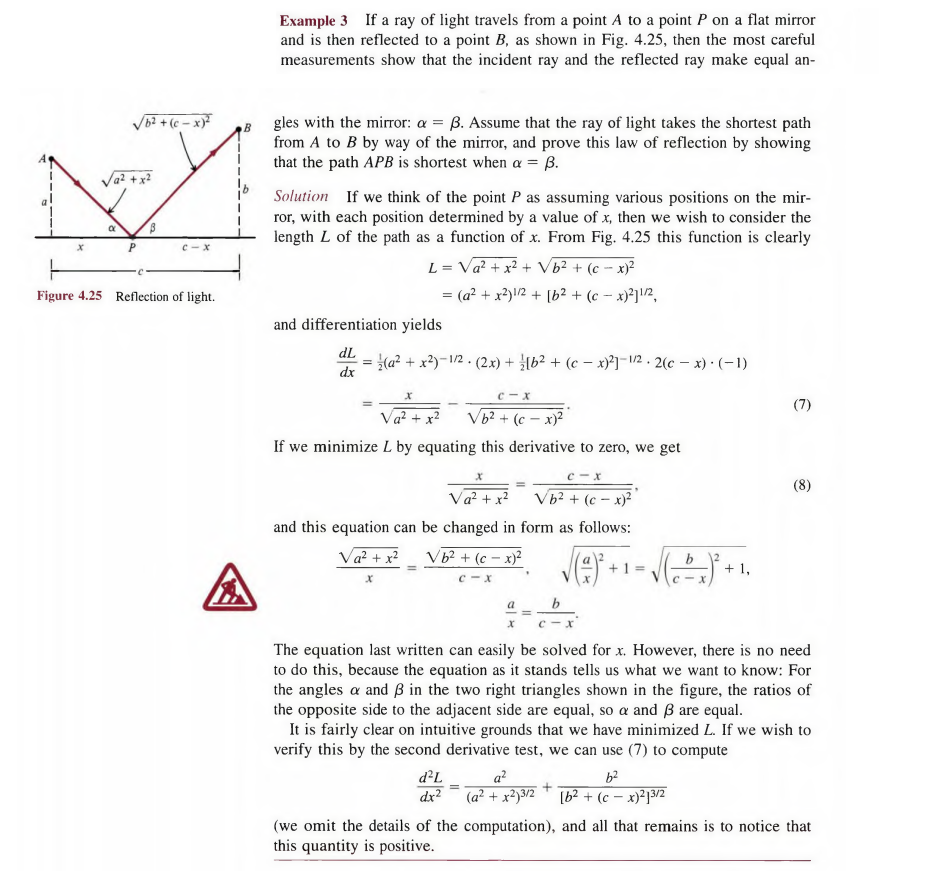 Example 3 If a ray of light travels from a point A to a point P on a flat mirror
and is then reflected to a point B, as shown in Fig. 4.25, then the most careful
measurements show that the incident ray and the reflected ray make equal an-
√b² + (c – x)²
B
A
√a² + x²
a
b
α
β
x
P
c – x
c
Figure 4.25 Reflection of light.
gles with the mirror: α = β. Assume that the ray of light takes the shortest path
from A to B by way of the mirror, and prove this law of reflection by showing
that the path APB is shortest when α = β.
Solution If we think of the point P as assuming various positions on the mir-
ror, with each position determined by a value of x, then we wish to consider the
length L of the path as a function of x. From Fig. 4.25 this function is clearly
L = √(a² + x²) + √(b² + (c – x)²)
= (a² + x²)^1/2 + [b² + (c – x)²]^1/2,
and differentiation yields
dL/dx = ½(a² + x²)^–1/2 · (2x) + ½[b² + (c – x)²]^–1/2 · 2(c – x) · (–1)
= x/√(a² + x²) – (c – x)/√(b² + (c – x)²). (7)
If we minimize L by equating this derivative to zero, we get
x/√(a² + x²) = (c – x)/√(b² + (c – x)²), (8)
and this equation can be changed in form as follows:
√(a² + x²)/x = √(b² + (c – x)²)/(c – x), √((a/x)² + 1) = √((b/(c – x))² + 1),
a/x = b/(c – x).
The equation last written can easily be solved for x. However, there is no need
to do this, because the equation as it stands tells us what we want to know: For
the angles α and β in the two right triangles shown in the figure, the ratios of
the opposite side to the adjacent side are equal, so α and β are equal.
It is fairly clear on intuitive grounds that we have minimized L. If we wish to
verify this by the second derivative test, we can use (7) to compute
d²L/dx² = a²/(a² + x²)^3/2 + b²/[b² + (c – x)²]^3/2
(we omit the details of the computation), and all that remains is to notice that
this quantity is positive.